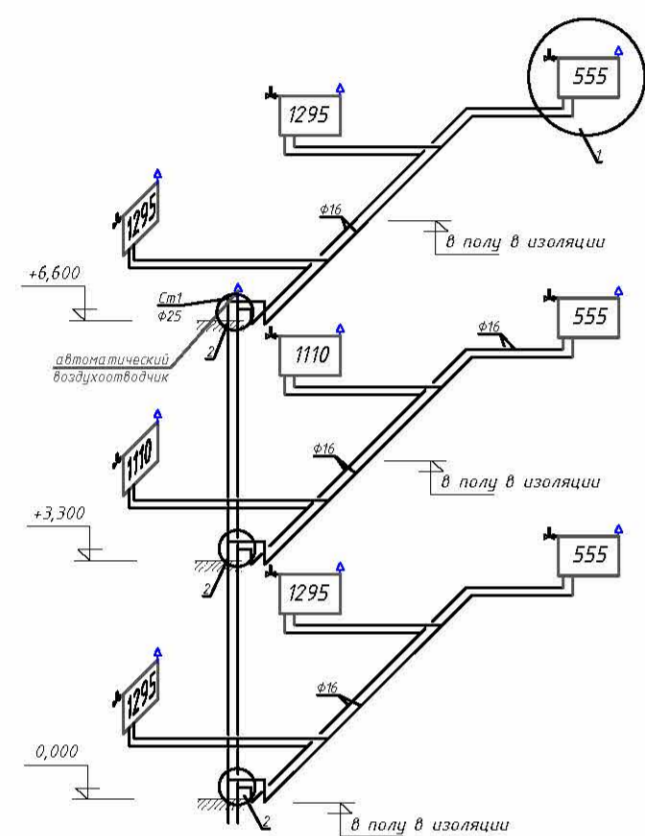 555
1295
1
1295
ф16
в полу в изоляции
+6,600
Ст1
ф25
2
автоматический
воздухоотводчик
555
ф16
1110
1110
ф16
в полу в изоляции
+3,300
2
555
1295
1295
ф16
0,000
2
в полу в изоляции